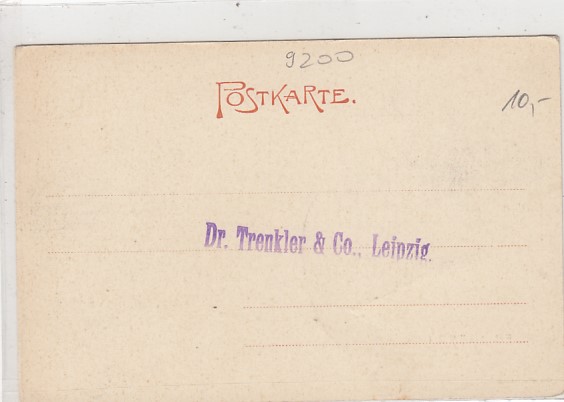 9200
POSTKARTE.
10,-
Dr. Trenkler & Co., Leipzig.